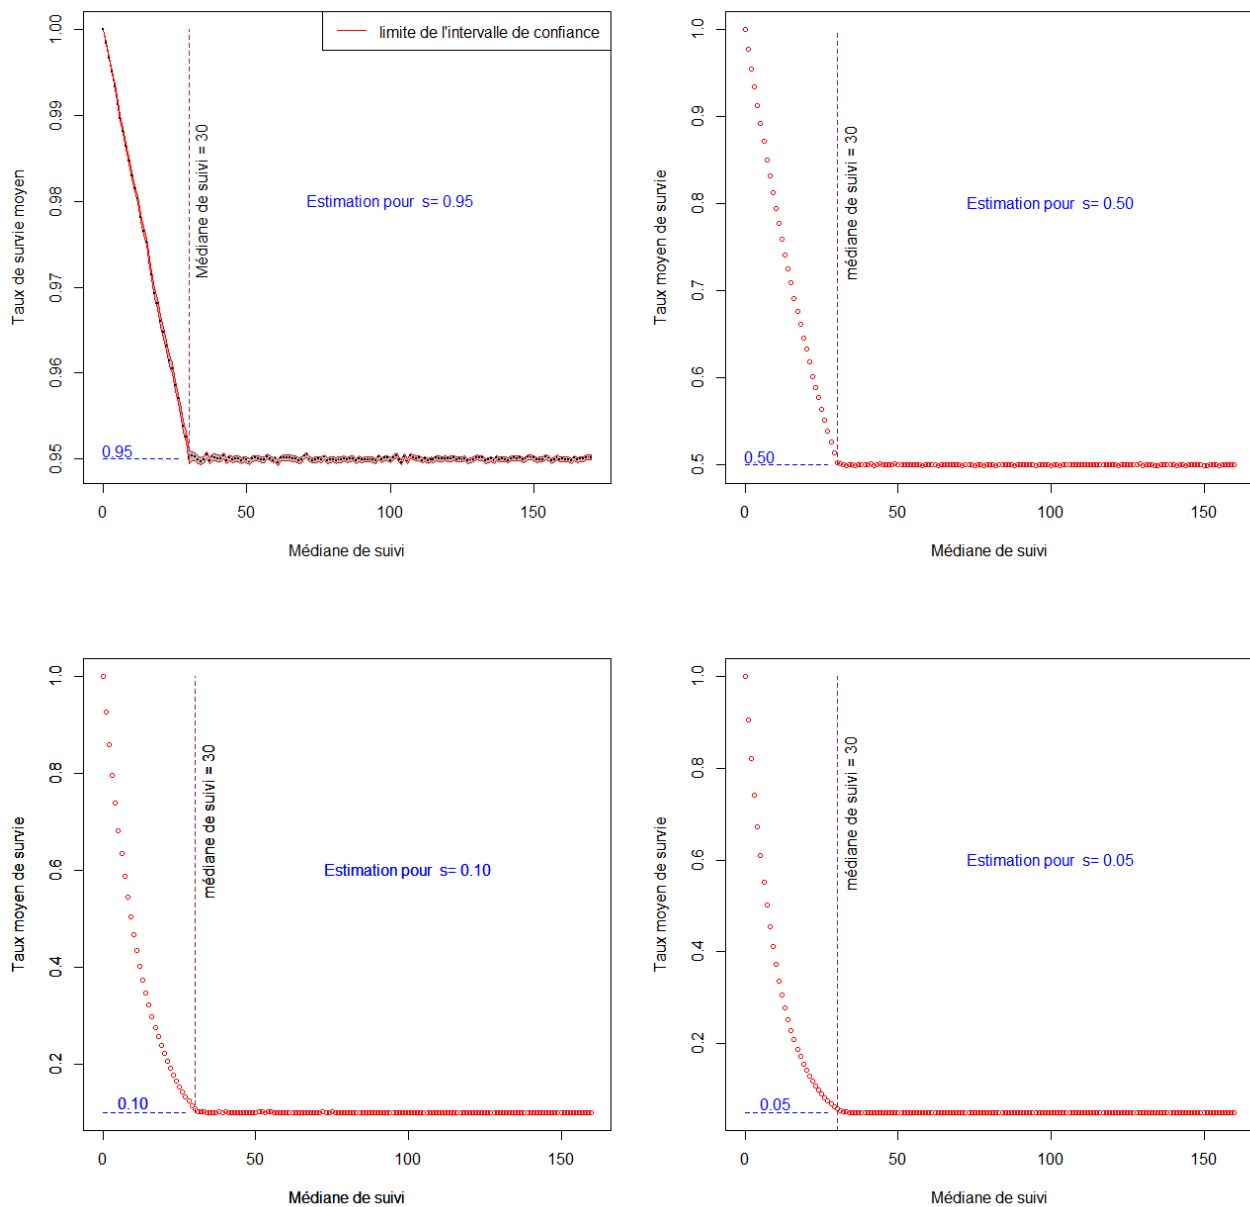 limite de l'intervalle de confiance
Taux de survie moyen
1.00
0.99
0.98
0.97
0.96
0.95
Médiane de suivi = 30
Estimation pour s= 0.95
0.95
0
50
100
150
Médiane de suivi
Taux moyen de survie
1.0
0.9
0.8
0.7
0.6
0.5
médiane de suivi = 30
Estimation pour s= 0.50
0.50
0
50
100
150
Médiane de suivi
Taux moyen de survie
1.0
0.8
0.6
0.4
0.2
médiane de suivi = 30
Estimation pour s= 0.10
0.10
0
50
100
150
Médiane de suivi
Taux moyen de survie
1.0
0.8
0.6
0.4
0.2
médiane de suivi = 30
Estimation pour s= 0.05
0.05
0
50
100
150
Médiane de suivi